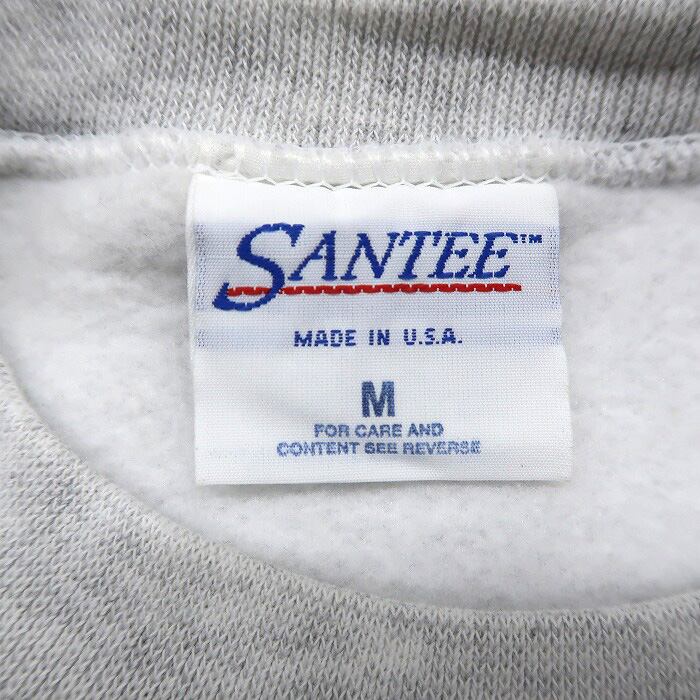 SANTEE™
MADE IN U.S.A.
M
FOR CARE AND
CONTENT SEE REVERSE